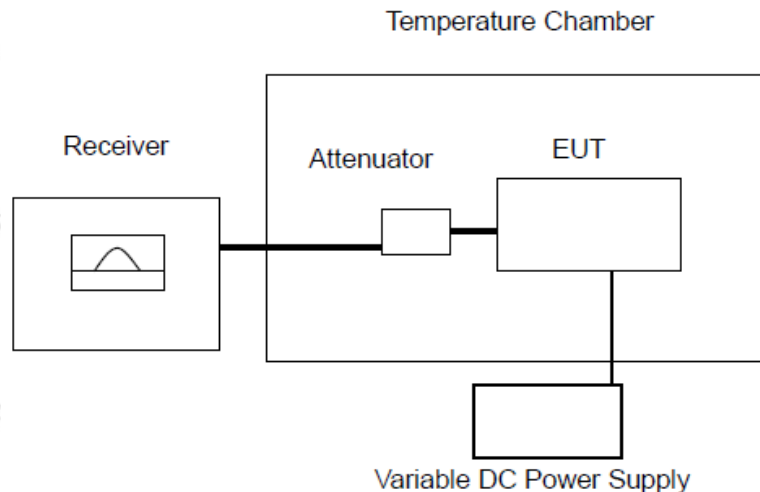 Temperature Chamber
Receiver
Attenuator
EUT
Variable DC Power Supply